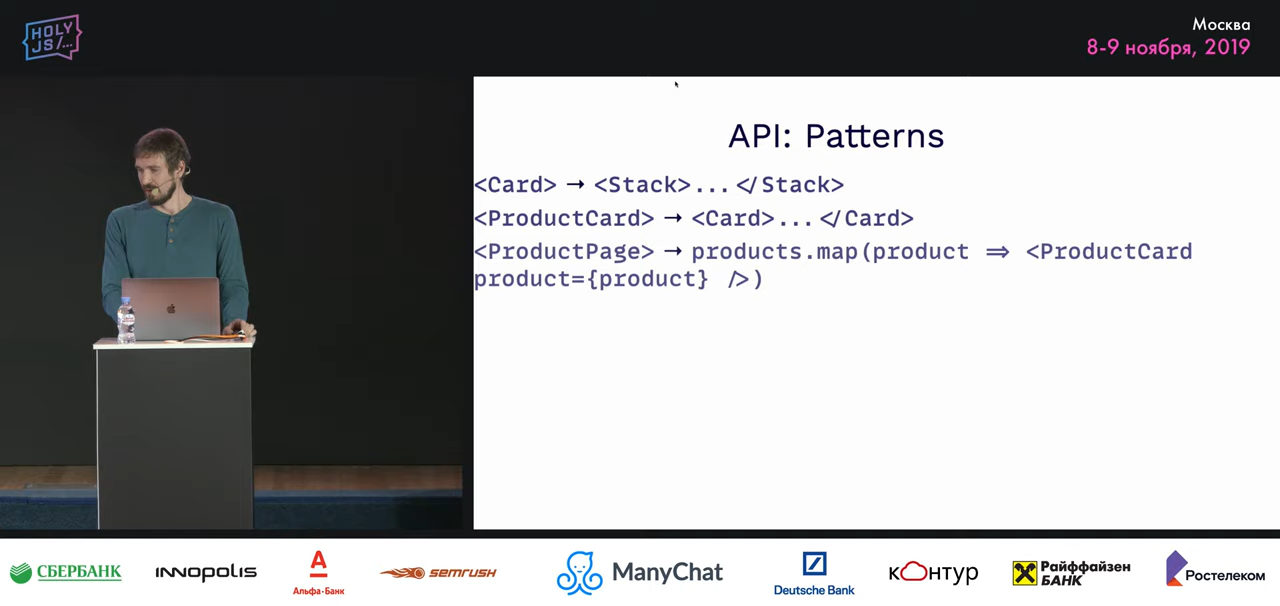 HOLY
JS/...
Москва
8-9 ноября, 2019
API: Patterns
<Card> → <Stack>...</Stack>
<ProductCard> → <Card>...</Card>
<ProductPage> → products.map(product => <ProductCard
product={product} />)
СБЕРБАНК
INNOPOLIS
А
Альфа·Банк
semrush
ManyChat
Deutsche Bank
кОнтур
Райффайзен
БАНК
Ростелеком